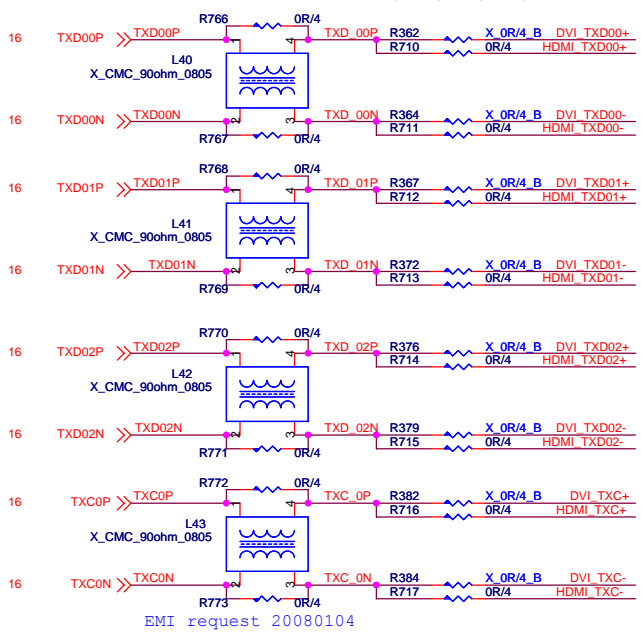 R766 0R/4
16 TXD00P TXD00P 1 4 TXD_00P R362 X_0R/4_B DVI_TXD00+
R710 0R/4 HDMI_TXD00+
L40
X_CMC_90ohm_0805
16 TXD00N TXD00N 2 3 TXD_00N R364 X_0R/4_B DVI_TXD00-
R767 0R/4 R711 0R/4 HDMI_TXD00-
R768 0R/4
16 TXD01P TXD01P 1 4 TXD_01P R367 X_0R/4_B DVI_TXD01+
R712 0R/4 HDMI_TXD01+
L41
X_CMC_90ohm_0805
16 TXD01N TXD01N 2 3 TXD_01N R372 X_0R/4_B DVI_TXD01-
R769 0R/4 R713 0R/4 HDMI_TXD01-
R770 0R/4
16 TXD02P TXD02P 1 4 TXD_02P R376 X_0R/4_B DVI_TXD02+
R714 0R/4 HDMI_TXD02+
L42
X_CMC_90ohm_0805
16 TXD02N TXD02N 2 3 TXD_02N R379 X_0R/4_B DVI_TXD02-
R771 0R/4 R715 0R/4 HDMI_TXD02-
R772 0R/4
16 TXC0P TXC0P 1 4 TXC_0P R382 X_0R/4_B DVI_TXC+
R716 0R/4 HDMI_TXC+
L43
X_CMC_90ohm_0805
16 TXC0N TXC0N 2 3 TXC_0N R384 X_0R/4_B DVI_TXC-
R773 0R/4 R717 0R/4 HDMI_TXC-
EMI request 20080104